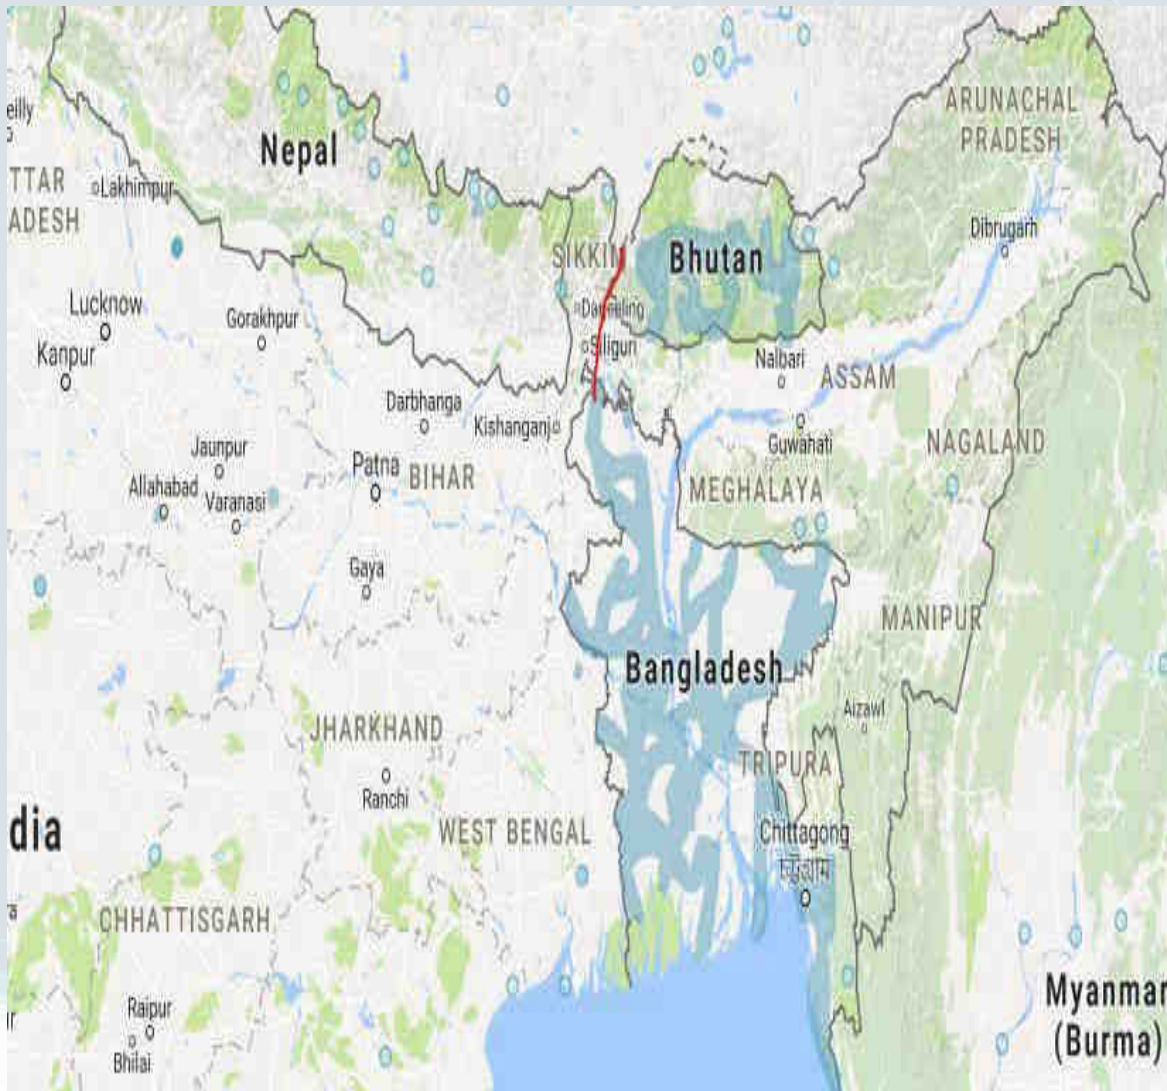 ARUNACHAL
PRADESH
eilly
Nepal
TTAR
ADESH
Lakhimpur
Dibrugarh
SIKKIM
Bhutan
Darjeeling
Lucknow
Gorakhpur
Siliguri
Kanpur
Nalbari
ASSAM
Darbhanga
Kishanganj
Guwahati
NAGALAND
Jaunpur
Patna
BIHAR
MEGHALAYA
Allahabad
Varanasi
Gaya
MANIPUR
Bangladesh
Aizawl
JHARKHAND
TRIPURA
Ranchi
dia
WEST BENGAL
Chittagong
চট্টগ্রাম
CHHATTISGARH
Raipur
Bhilai
Myanmar
(Burma)